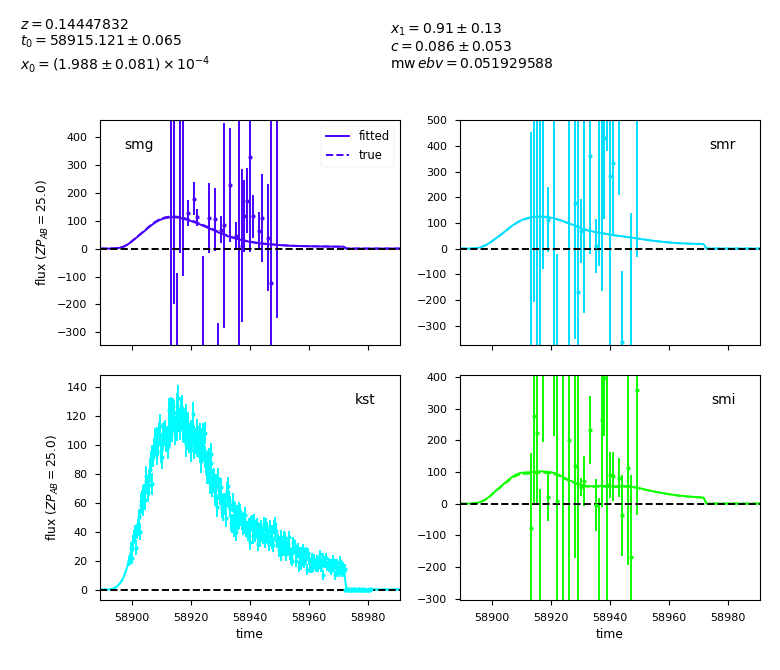 z = 0.14447832
t₀ = 58915.121 ± 0.065
x₀ = (1.988 ± 0.081) × 10⁻⁴
x₁ = 0.91 ± 0.13
c = 0.086 ± 0.053
mw ebv = 0.051929588
smg
fitted
true
flux (ZP_AB = 25.0)
400
300
200
100
0
−100
−200
−300
smr
500
400
300
200
100
0
−100
−200
−300
kst
flux (ZP_AB = 25.0)
140
120
100
80
60
40
20
0
58900 58920 58940 58960 58980
time
smi
400
300
200
100
0
−100
−200
−300
58900 58920 58940 58960 58980
time